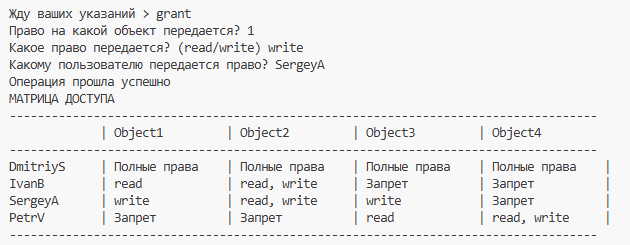 Жду ваших указаний > grant
Право на какой объект передается? 1
Какое право передается? (read/write) write
Какому пользователю передается право? SergeyA
Операция прошла успешно
МАТРИЦА ДОСТУПА
--------------------------------------------------------------------------------
| Object1 | Object2 | Object3 | Object4
--------------------------------------------------------------------------------
DmitriyS | Полные права | Полные права | Полные права | Полные права |
IvanB | read | read, write | Запрет | Запрет |
SergeyA | write | read, write | write | Запрет |
PetrV | Запрет | Запрет | read | read, write |
--------------------------------------------------------------------------------